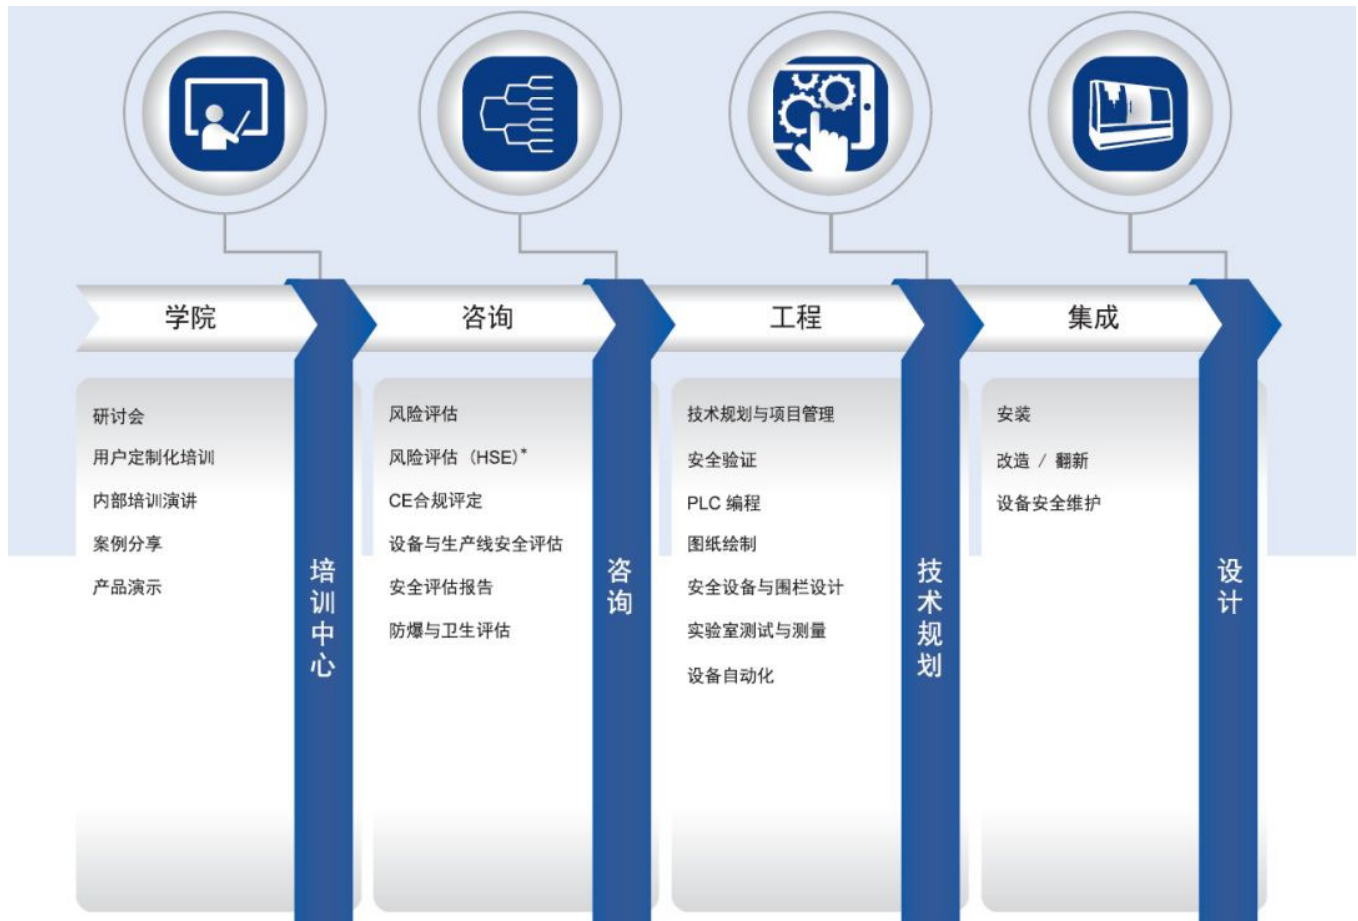 学院
研讨会
用户定制化培训
内部培训演讲
案例分享
产品演示
培训中心
咨询
风险评估
风险评估（HSE）*
CE合规评定
设备与生产线安全评估
安全评估报告
防爆与卫生评估
咨询
工程
技术规划与项目管理
安全验证
PLC 编程
图纸绘制
安全设备与围栏设计
实验室测试与测量
设备自动化
技术规划
集成
安装
改造 / 翻新
设备安全维护
设计